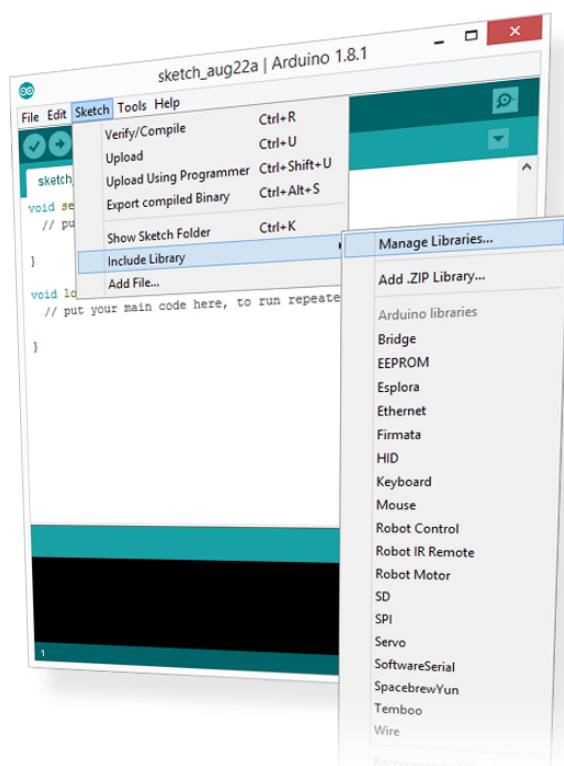 sketch_aug22a | Arduino 1.8.1
File Edit Sketch Tools Help
Verify/Compile Ctrl+R
Upload Ctrl+U
Upload Using Programmer Ctrl+Shift+U
Export compiled Binary Ctrl+Alt+S
Show Sketch Folder Ctrl+K
Include Library
Add File...
sketch_
void se
// pu
}
void lo
// put your main code here, to run repeate
}
Manage Libraries...
Add .ZIP Library...
Arduino libraries
Bridge
EEPROM
Esplora
Ethernet
Firmata
HID
Keyboard
Mouse
Robot Control
Robot IR Remote
Robot Motor
SD
SPI
Servo
SoftwareSerial
SpacebrewYun
Temboo
Wire
1